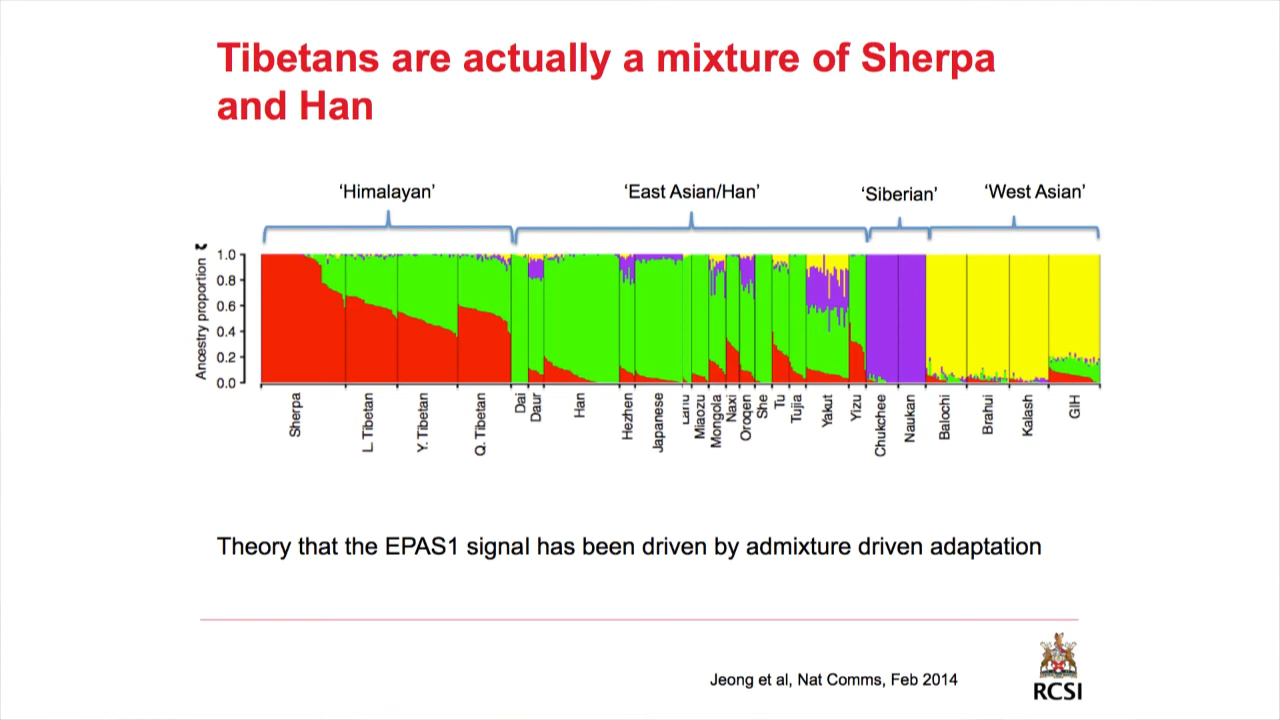 Tibetans are actually a mixture of Sherpa
and Han
‘Himalayan’
‘East Asian/Han’
‘Siberian’
‘West Asian’
Ancestry proportion
1.0
0.8
0.6
0.4
0.2
0.0
Sherpa
L. Tibetan
Y. Tibetan
Q. Tibetan
Dai
Daur
Han
Hezhen
Japanese
Miaozu
Mongola
Naxi
Oroqen
She
Tu
Tujia
Yakut
Yizu
Chukchee
Naukan
Balochi
Brahui
Kalash
GIH
Theory that the EPAS1 signal has been driven by admixture driven adaptation
Jeong et al, Nat Comms, Feb 2014
RCSI